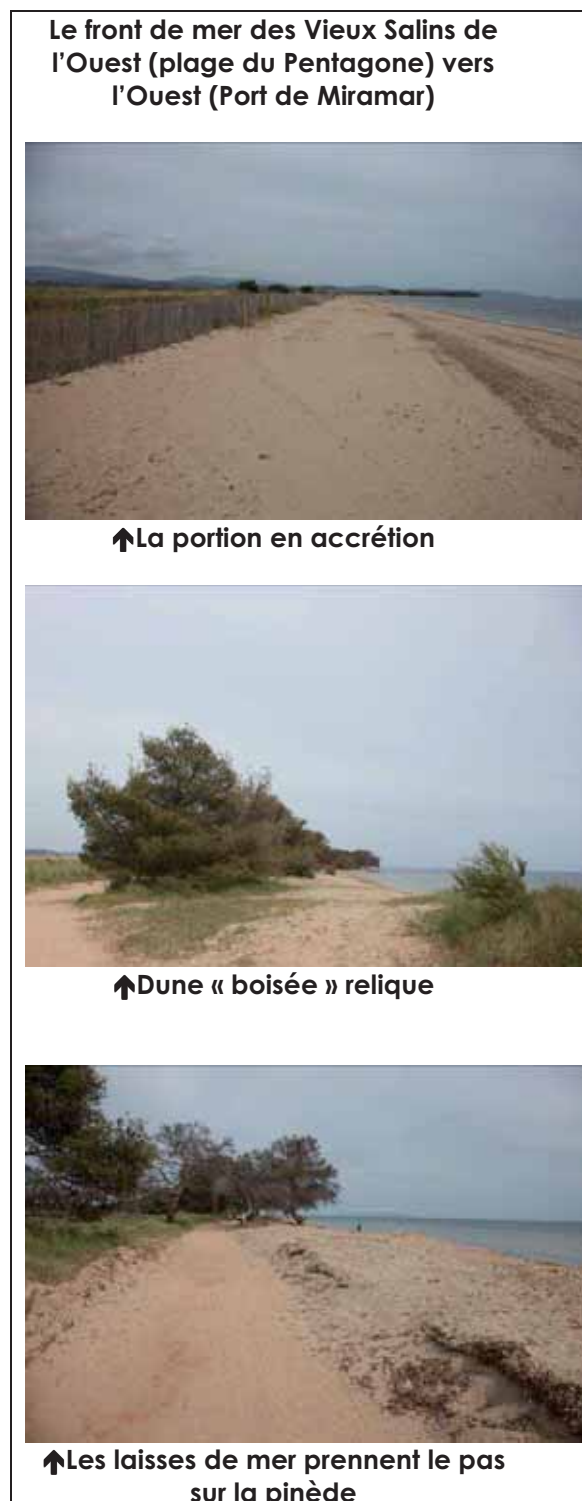 Le front de mer des Vieux Salins de
l'Ouest (plage du Pentagone) vers
l'Ouest (Port de Miramar)
↑La portion en accrétion
↑Dune « boisée » relique
↑Les laisses de mer prennent le pas
sur la pinède